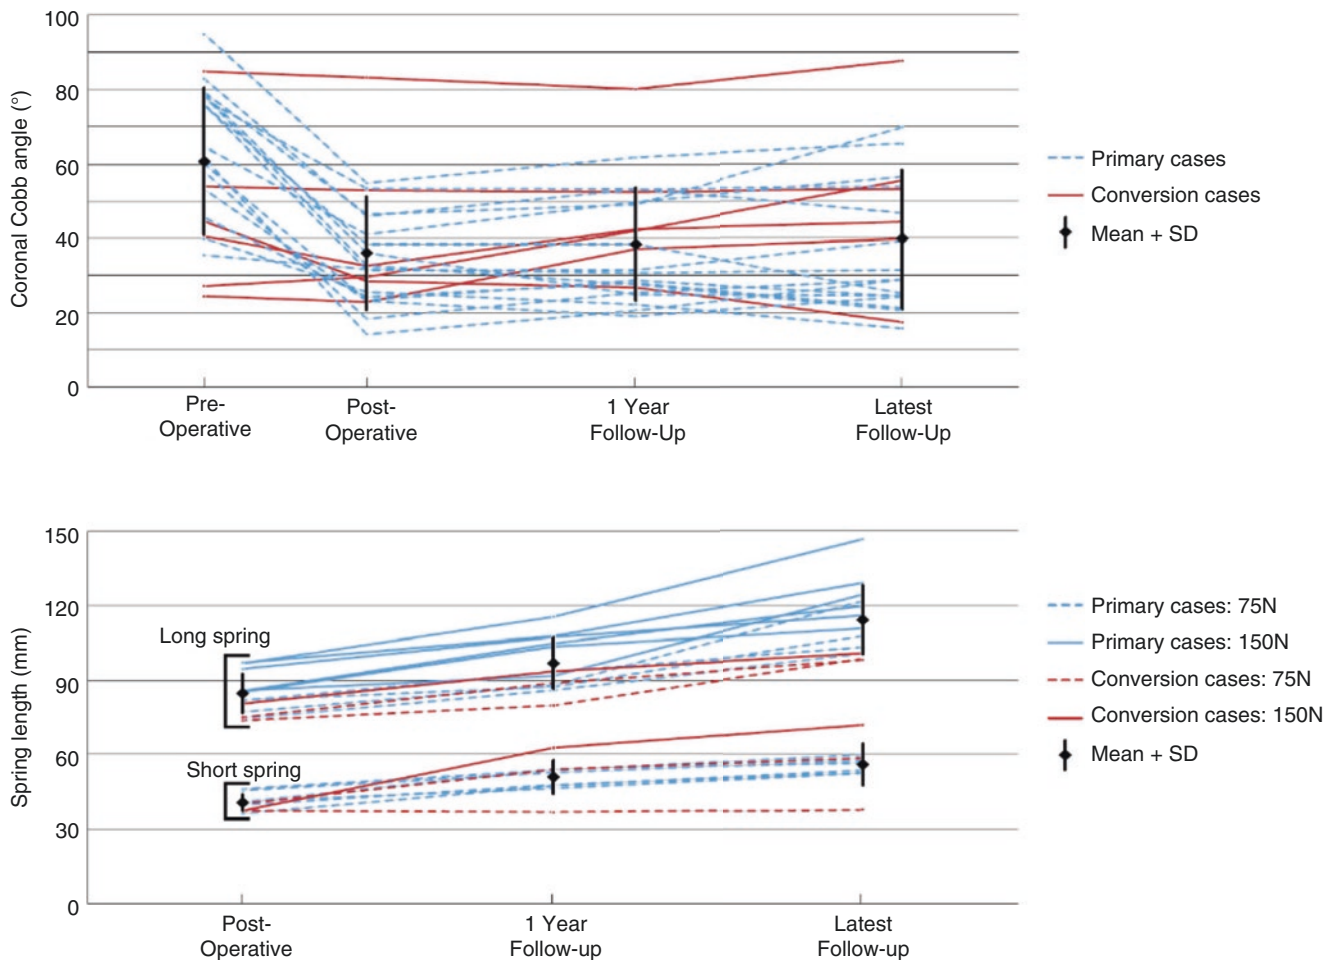 Coronal Cobb angle (°)
100
80
60
40
20
0
Pre-
Operative
Post-
Operative
1 Year
Follow-Up
Latest
Follow-Up
Primary cases
Conversion cases
Mean + SD
Spring length (mm)
150
120
90
60
30
0
Long spring
Short spring
Post-
Operative
1 Year
Follow-up
Latest
Follow-up
Primary cases: 75N
Primary cases: 150N
Conversion cases: 75N
Conversion cases: 150N
Mean + SD